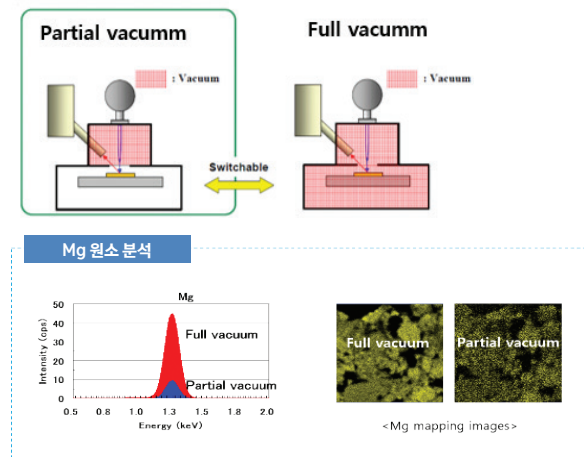 Partial vacumm
Full vacumm
: Vacuum
: Vacuum
Switchable
Mg 원소 분석
Mg
50
40
30
20
10
0
Intensity (cps)
Full vacuum
Partial vacuum
0.5
0.8
1.0
1.3
1.5
1.8
2.0
Energy (keV)
Full vacuum
Partial vacuum
<Mg mapping images>